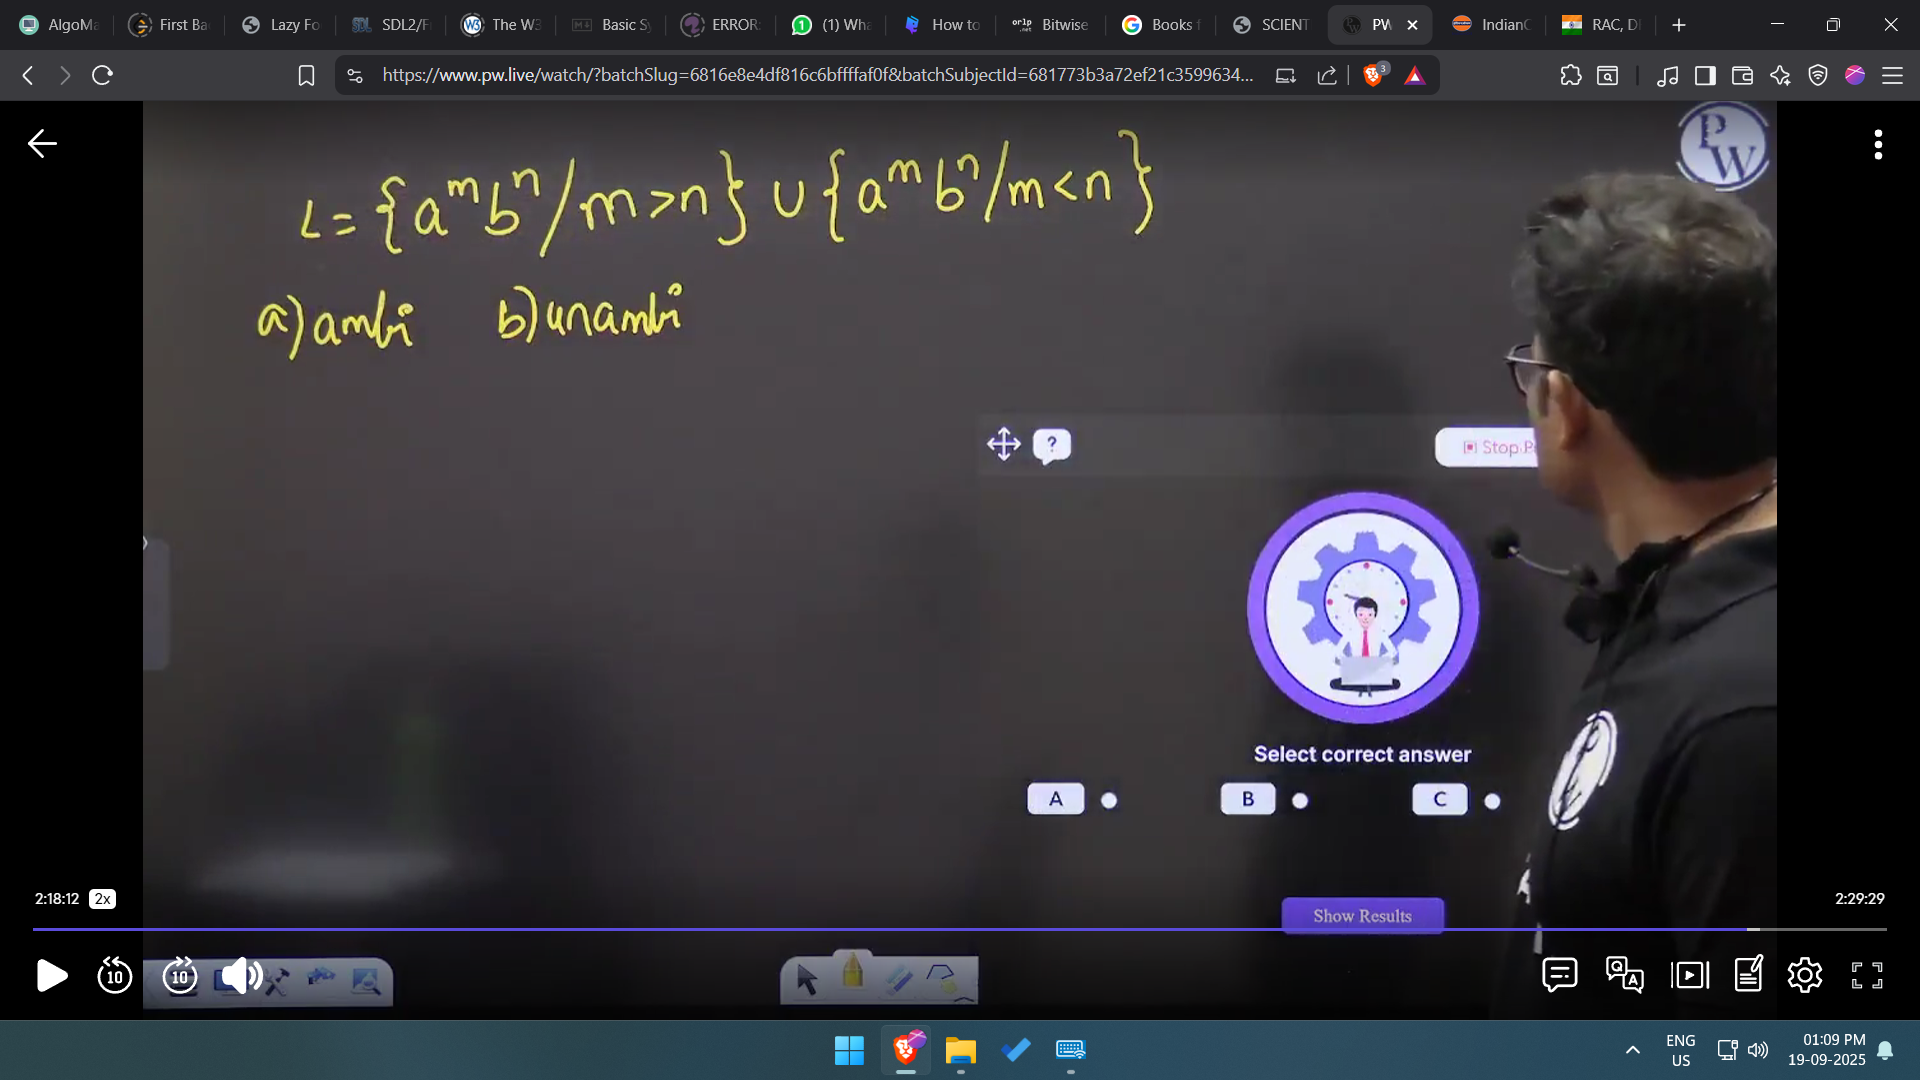 AlgoMa
First Ba
Lazy Fo
SDL2/F
The W3
Basic Sy
ERROR:
(1) Wha
How to
Bitwise
Books f
SCIENT
PW
IndianC
RAC, DI
https://www.pw.live/watch/?batchSlug=6816e8e4df816c6bffffaf0f&batchSubjectId=681773b3a72ef21c3599634...
3
PW
L = {a^m b^n / m > n} ∪ {a^m b^n / m < n}
a) ambi b) unambi
?
Stop
Select correct answer
A B C
2:18:12 2x
2:29:29
Show Results
10 10
Q A
ENG
US
01:09 PM
19-09-2025